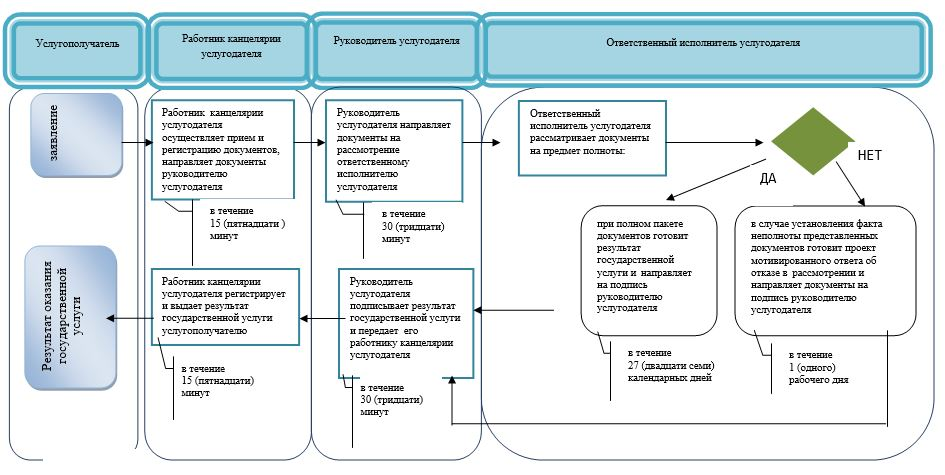 Услугополучатель
Работник канцелярии
услугодателя
Руководитель услугодателя
Ответственный исполнитель услугодателя
заявление
Работник канцелярии
услугодателя
осуществляет прием и
регистрацию документов,
направляет документы
руководителю
услугодателя
в течение
15 (пятнадцати )
минут
Руководитель
услугодателя направляет
документы на
рассмотрение
ответственному
исполнителю
услугодателя
в течение
30 (тридцати)
минут
Ответственный
исполнитель услугодателя
рассматривает документы
на предмет полноты:
ДА
НЕТ
при полном пакете
документов готовит
результат
государственной
услуги и направляет
на подпись
руководителю
услугодателя
в течение
27 (двадцати семи)
календарных дней
в случае установления факта
неполноты представленных
документов готовит проект
мотивированного ответа об
отказе в рассмотрении и
направляет документы на
подпись руководителю
услугодателя
в течение
1 (одного)
рабочего дня
Руководитель
услугодателя
подписывает результат
государственной услуги
и передает его
работнику канцелярии
услугодателя
в течение
30 (тридцати)
минут
Работник канцелярии
услугодателя регистрирует
и выдает результат
государственной услуги
услугополучателю
в течение
15 (пятнадцати)
минут
Результат оказания
государственной
услуги